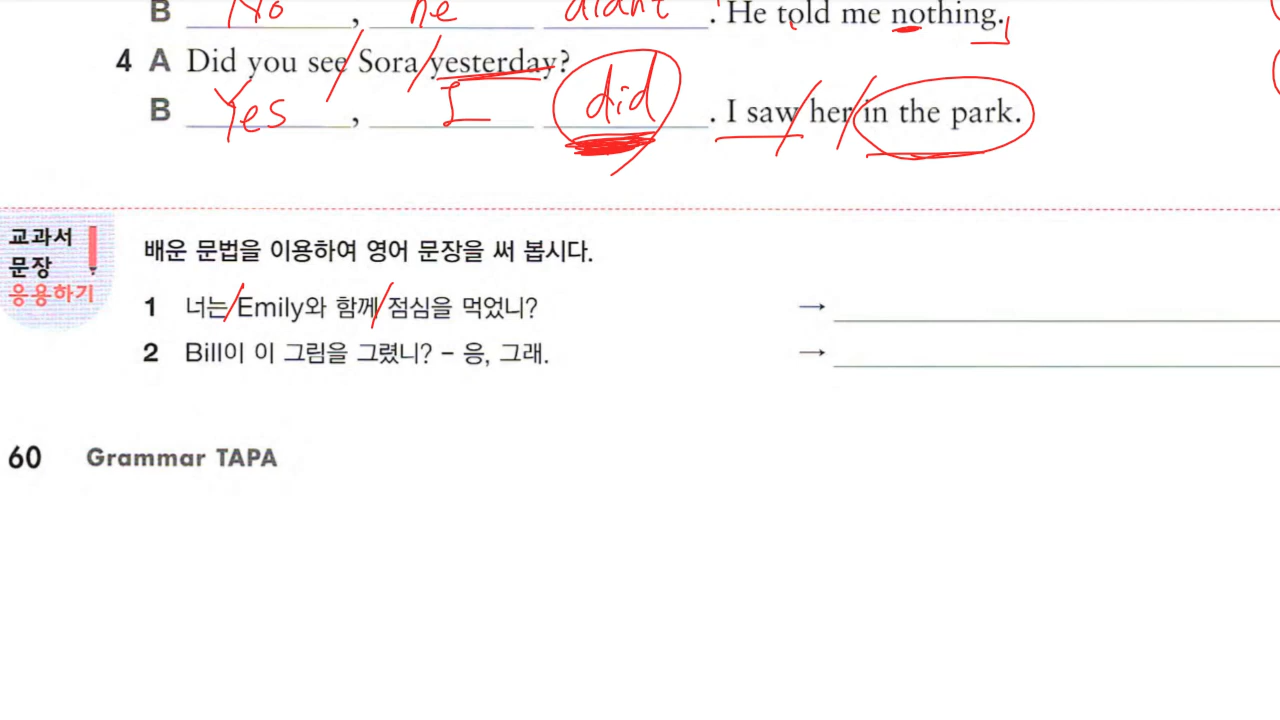 B No, he didn't. He told me nothing.
4 A Did you see Sora yesterday?
B Yes, I did. I saw her in the park.
교과서
문장
응용하기
배운 문법을 이용하여 영어 문장을 써 봅시다.
1 너는 Emily와 함께 점심을 먹었니? →
2 Bill이 이 그림을 그렸니? – 응, 그래. →
60 Grammar TAPA